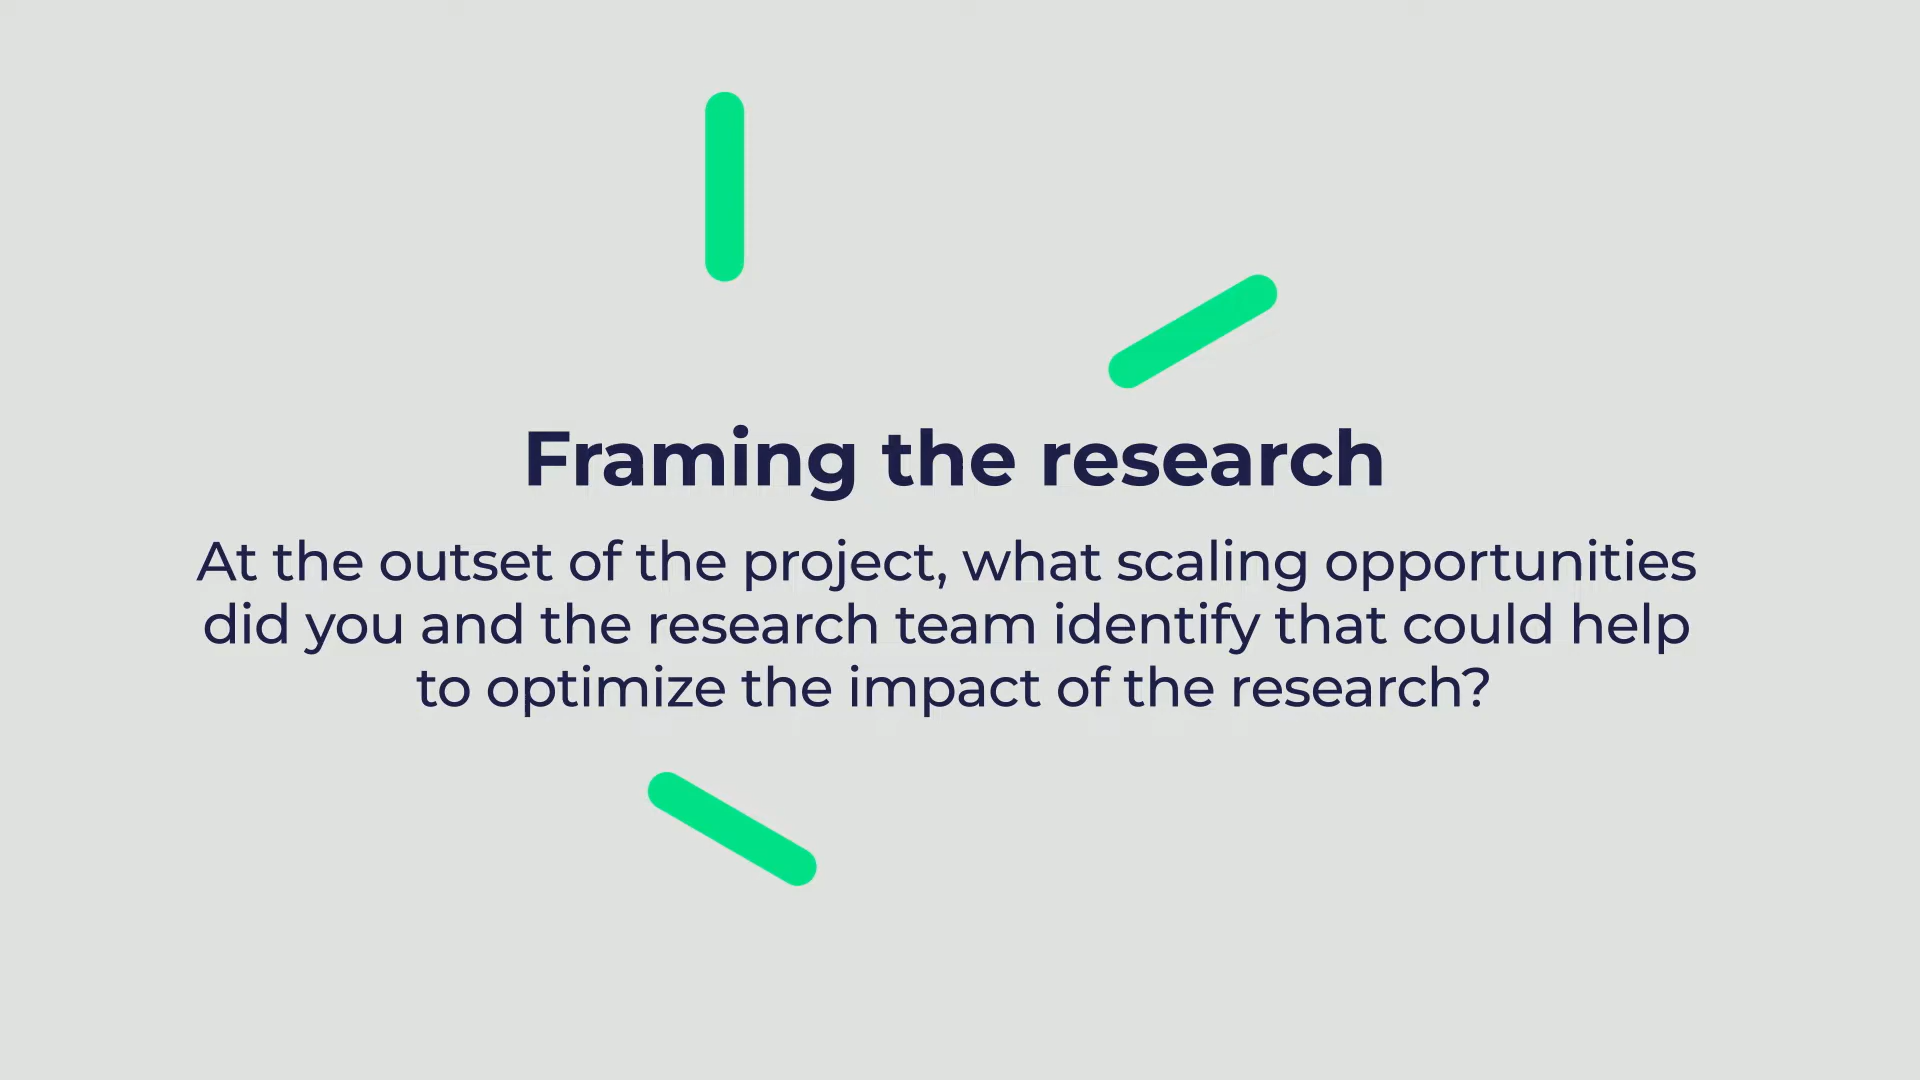 Framing the research
At the outset of the project, what scaling opportunities
did you and the research team identify that could help
to optimize the impact of the research?